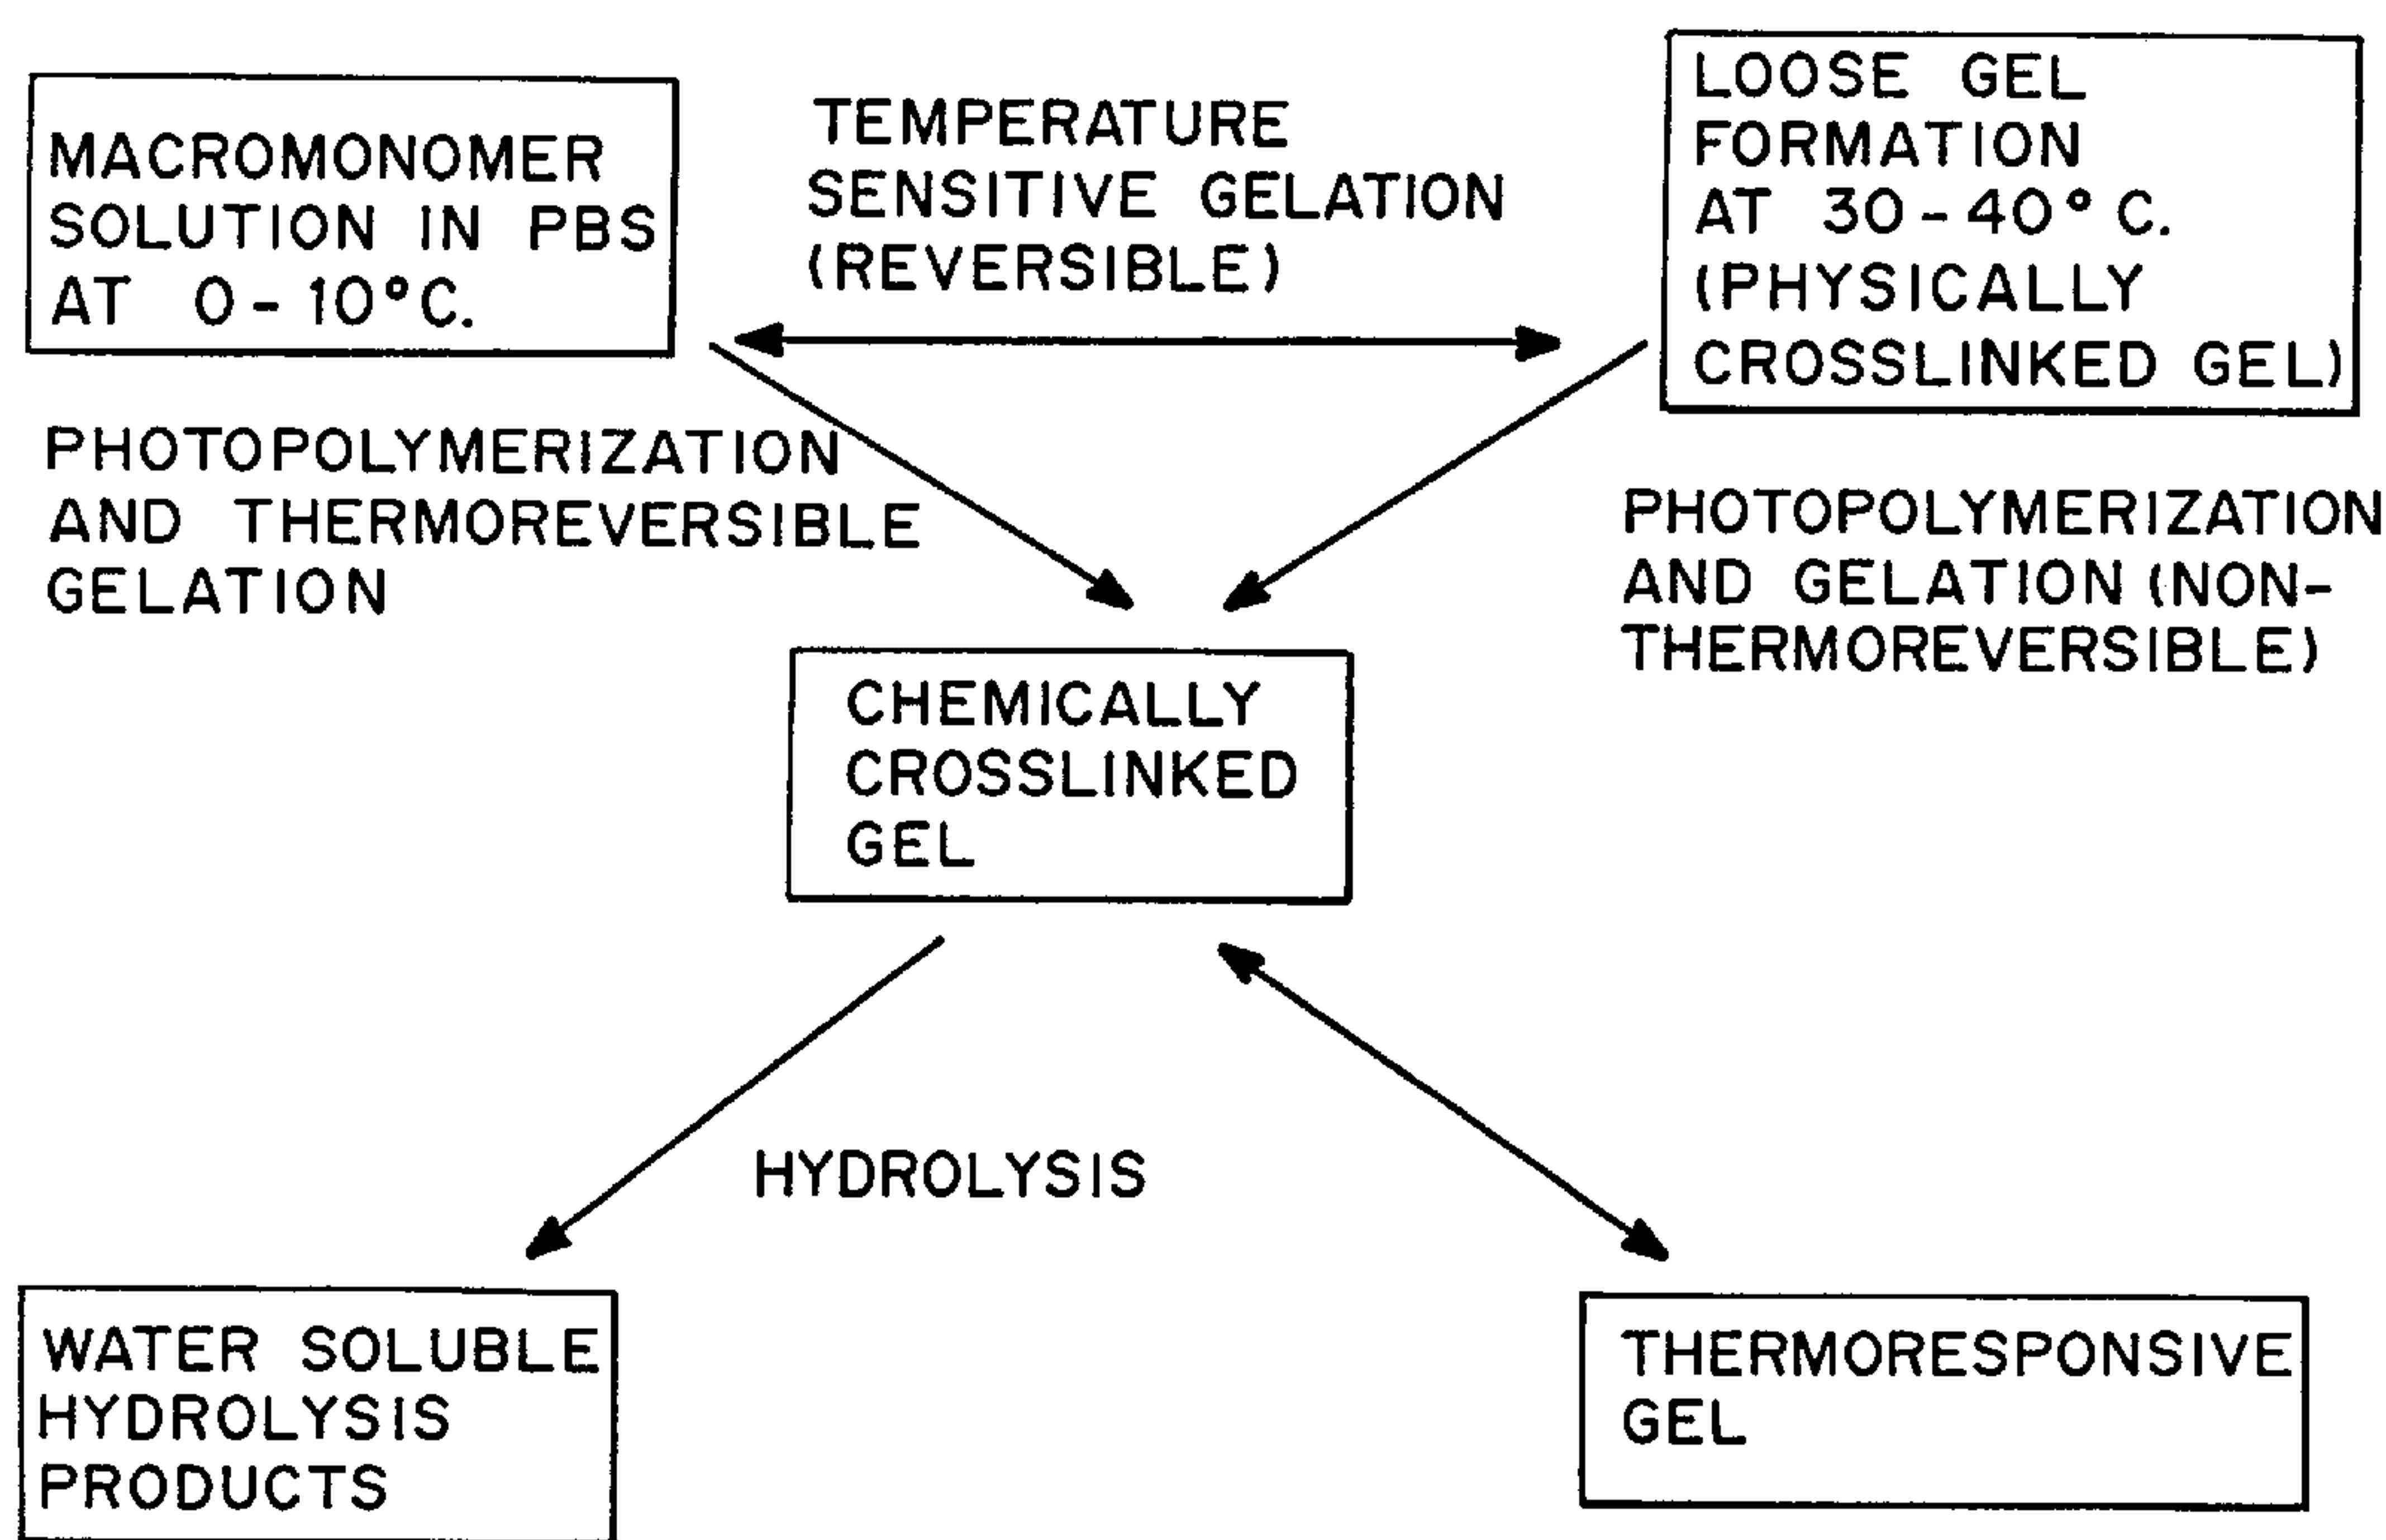 MACROMONOMER
SOLUTION IN PBS
AT 0-10°C.
TEMPERATURE
SENSITIVE GELATION
(REVERSIBLE)
LOOSE GEL
FORMATION
AT 30-40°C.
(PHYSICALLY
CROSSLINKED GEL)
PHOTOPOLYMERIZATION
AND THERMOREVERSIBLE
GELATION
PHOTOPOLYMERIZATION
AND GELATION (NON-
THERMOREVERSIBLE)
CHEMICALLY
CROSSLINKED
GEL
HYDROLYSIS
WATER SOLUBLE
HYDROLYSIS
PRODUCTS
THERMORESPONSIVE
GEL